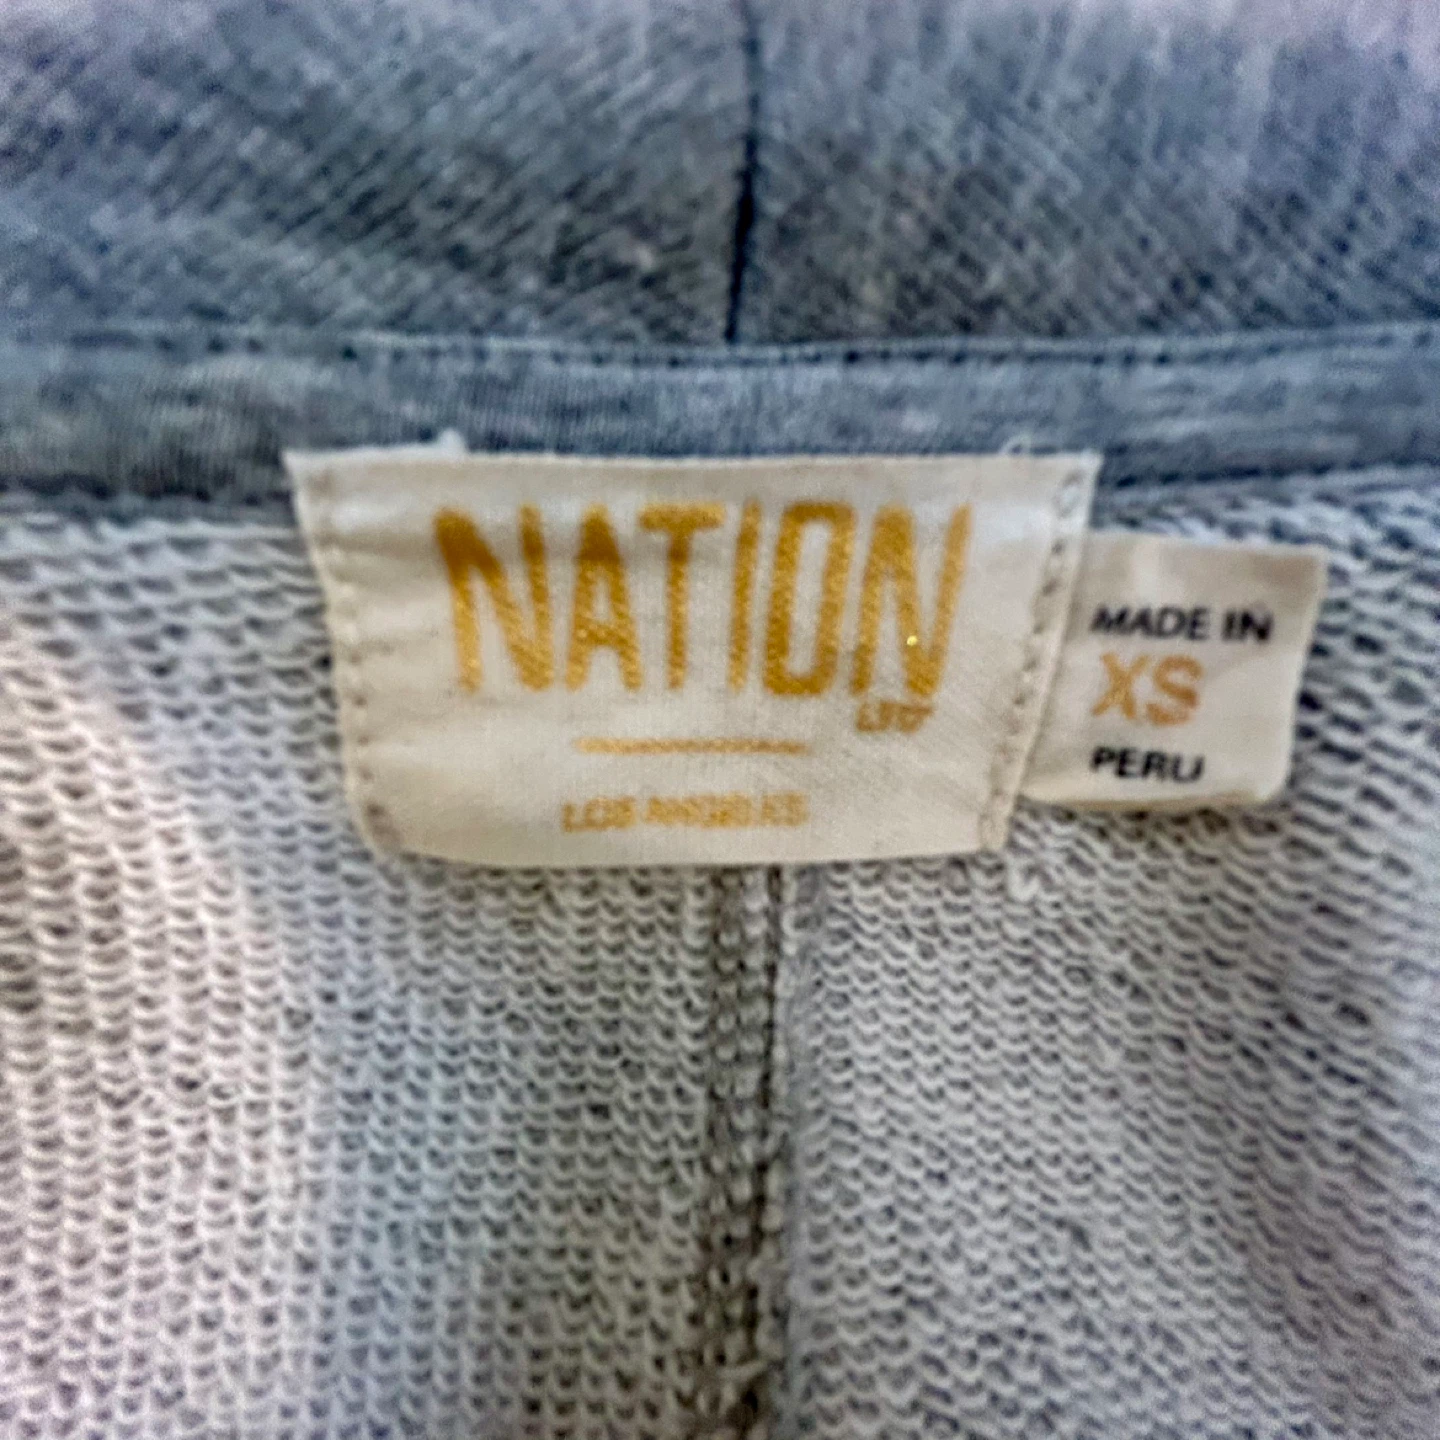 NATION
LTD
LOS ANGELES
MADE IN
XS
PERU